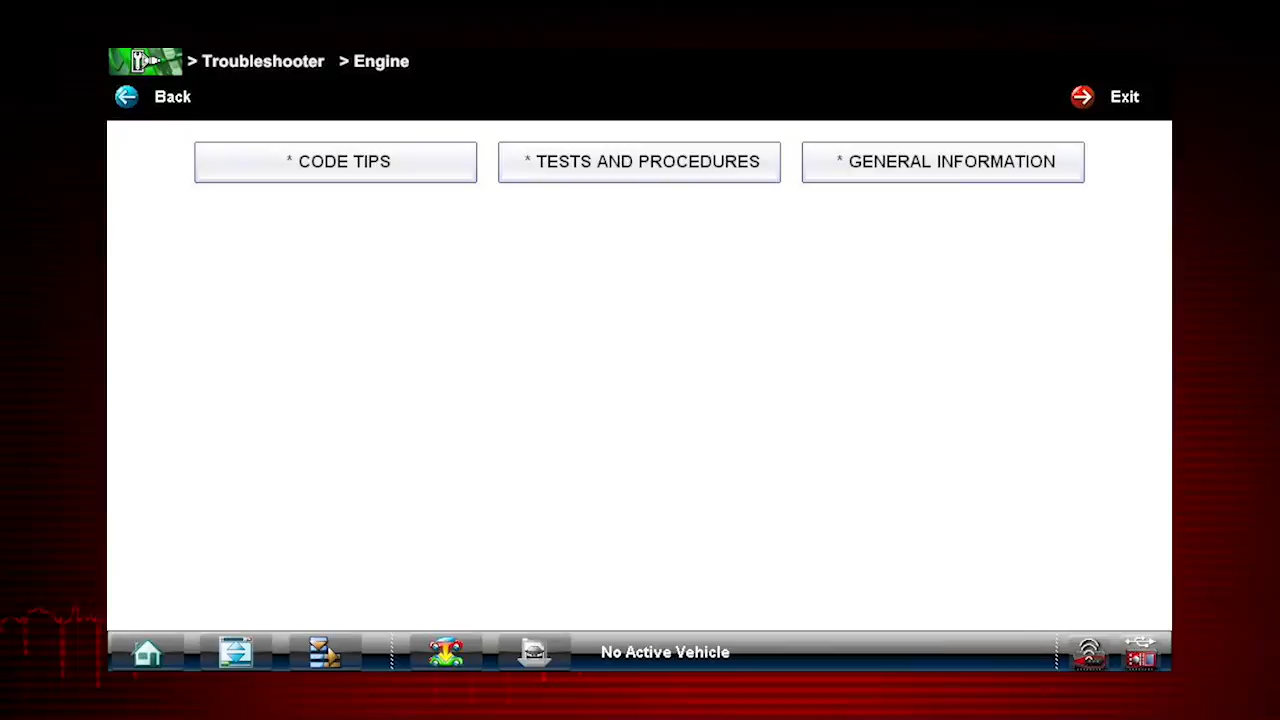 > Troubleshooter > Engine
Back
Exit
* CODE TIPS
* TESTS AND PROCEDURES
* GENERAL INFORMATION
No Active Vehicle